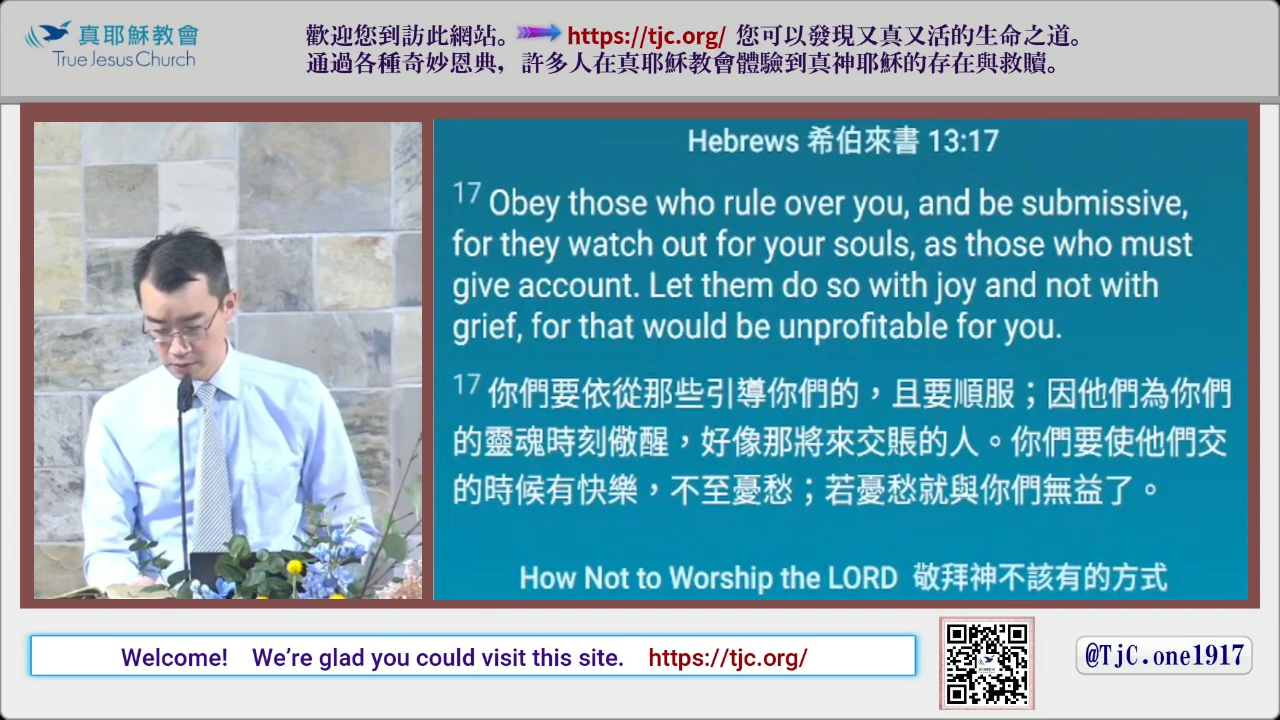 真耶穌教會
True Jesus Church
歡迎您到訪此網站。 https://tjc.org/ 您可以發現又真又活的生命之道。
通過各種奇妙恩典，許多人在真耶穌教會體驗到真神耶穌的存在與救贖。
Hebrews 希伯來書 13:17
17 Obey those who rule over you, and be submissive,
for they watch out for your souls, as those who must
give account. Let them do so with joy and not with
grief, for that would be unprofitable for you.
17 你們要依從那些引導你們的，且要順服；因他們為你們
的靈魂時刻儆醒，好像那將來交賬的人。你們要使他們交
的時候有快樂，不至憂愁；若憂愁就與你們無益了。
How Not to Worship the LORD 敬拜神不該有的方式
Welcome! We’re glad you could visit this site. https://tjc.org/
@TjC.one1917